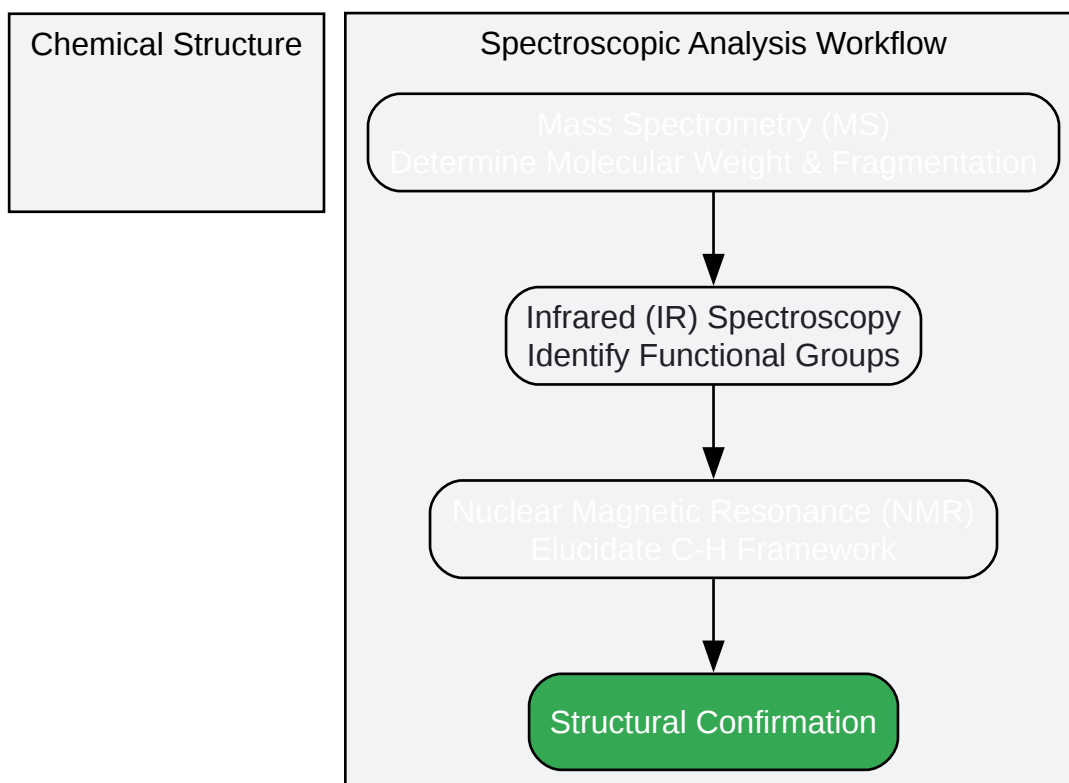 Chemical Structure
Spectroscopic Analysis Workflow
Mass Spectrometry (MS)
Determine Molecular Weight & Fragmentation
Infrared (IR) Spectroscopy
Identify Functional Groups
Nuclear Magnetic Resonance (NMR)
Elucidate C-H Framework
Structural Confirmation